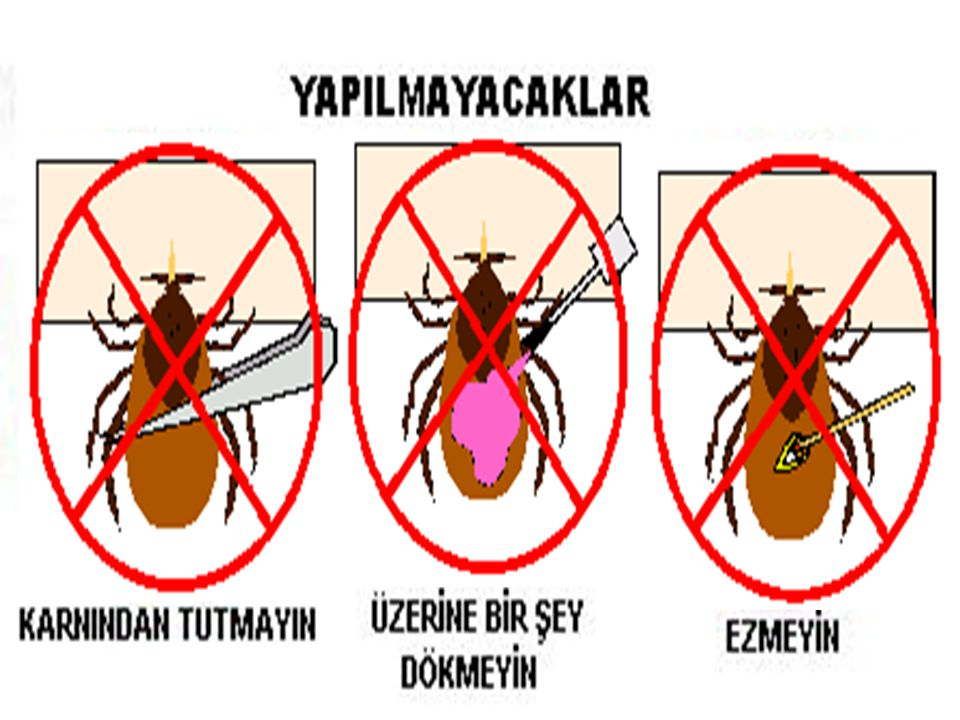 YAPILMAYACAKLAR
KARNINDAN TUTMAYIN
ÜZERİNE BİR ŞEY
DÖKMEYİN
EZMEYİN